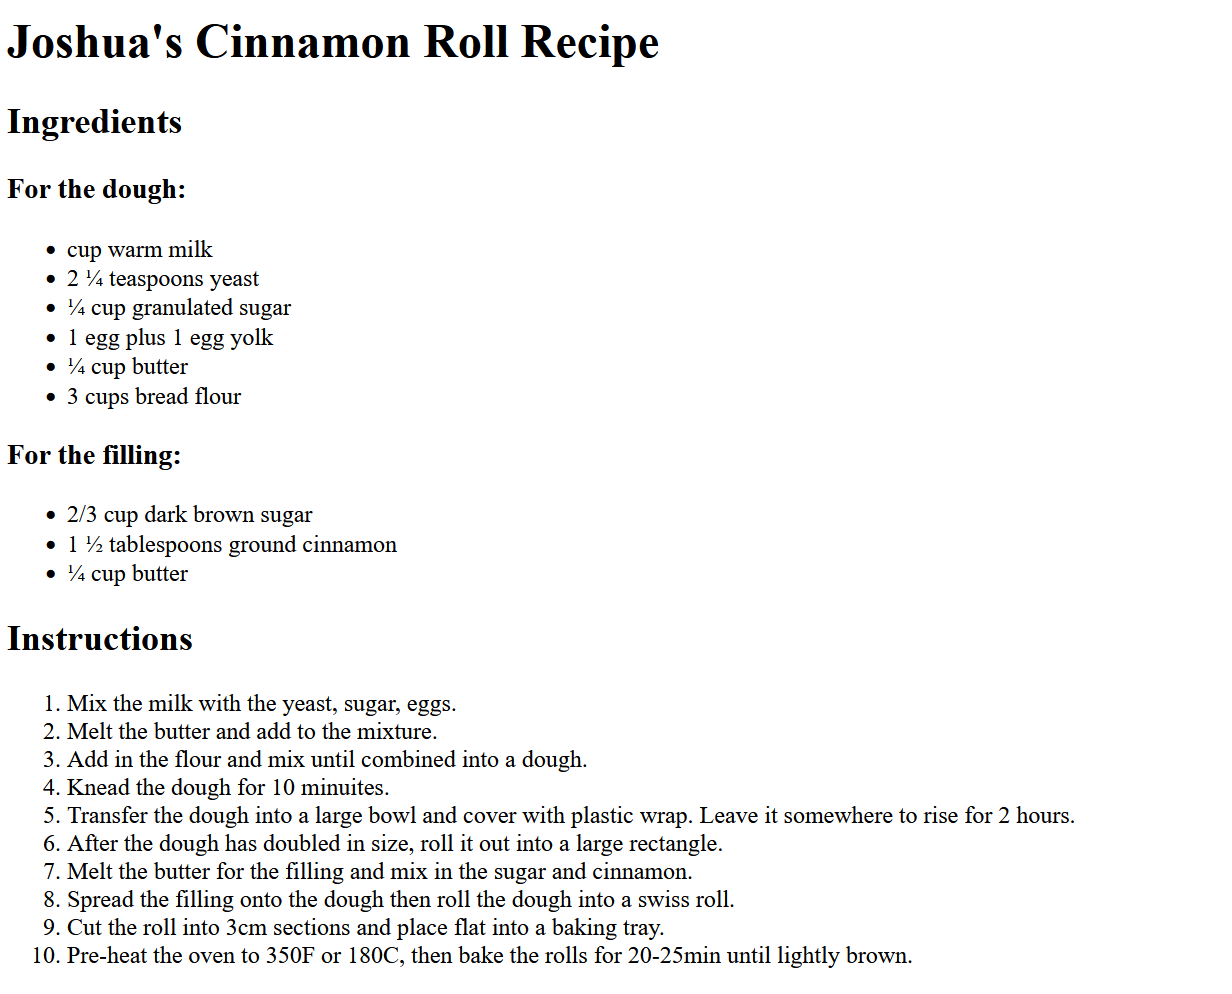 Joshua's Cinnamon Roll Recipe
Ingredients
For the dough:
• cup warm milk
• 2 ¼ teaspoons yeast
• ¼ cup granulated sugar
• 1 egg plus 1 egg yolk
• ¼ cup butter
• 3 cups bread flour
For the filling:
• 2/3 cup dark brown sugar
• 1 ½ tablespoons ground cinnamon
• ¼ cup butter
Instructions
1. Mix the milk with the yeast, sugar, eggs.
2. Melt the butter and add to the mixture.
3. Add in the flour and mix until combined into a dough.
4. Knead the dough for 10 minuites.
5. Transfer the dough into a large bowl and cover with plastic wrap. Leave it somewhere to rise for 2 hours.
6. After the dough has doubled in size, roll it out into a large rectangle.
7. Melt the butter for the filling and mix in the sugar and cinnamon.
8. Spread the filling onto the dough then roll the dough into a swiss roll.
9. Cut the roll into 3cm sections and place flat into a baking tray.
10. Pre-heat the oven to 350F or 180C, then bake the rolls for 20-25min until lightly brown.